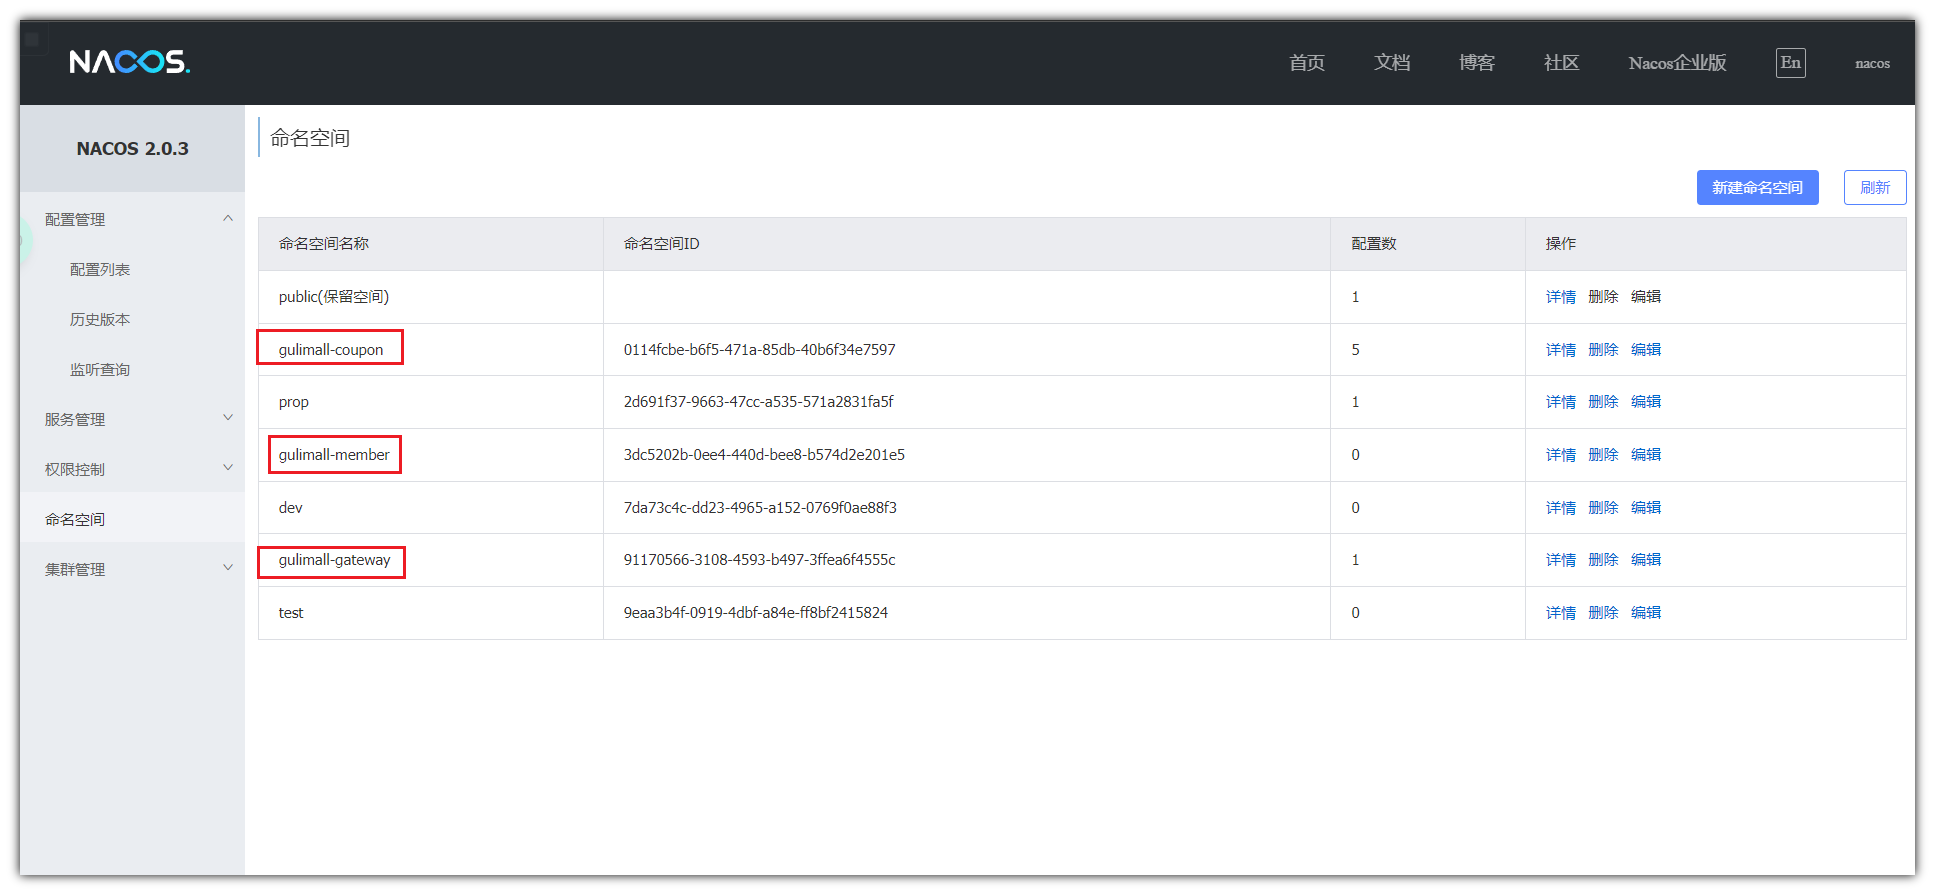 NACOS.
首页 文档 博客 社区 Nacos企业版 En nacos
NACOS 2.0.3
配置管理
配置列表
历史版本
监听查询
服务管理
权限控制
命名空间
集群管理
命名空间
新建命名空间 刷新
命名空间名称 命名空间ID 配置数 操作
public(保留空间) 1 详情 删除 编辑
gulimall-coupon 0114fcbe-b6f5-471a-85db-40b6f34e7597 5 详情 删除 编辑
prop 2d691f37-9663-47cc-a535-571a2831fa5f 1 详情 删除 编辑
gulimall-member 3dc5202b-0ee4-440d-bee8-b574d2e201e5 0 详情 删除 编辑
dev 7da73c4c-dd23-4965-a152-0769f0ae88f3 0 详情 删除 编辑
gulimall-gateway 91170566-3108-4593-b497-3ffea6f4555c 1 详情 删除 编辑
test 9eaa3b4f-0919-4dbf-a84e-ff8bf2415824 0 详情 删除 编辑